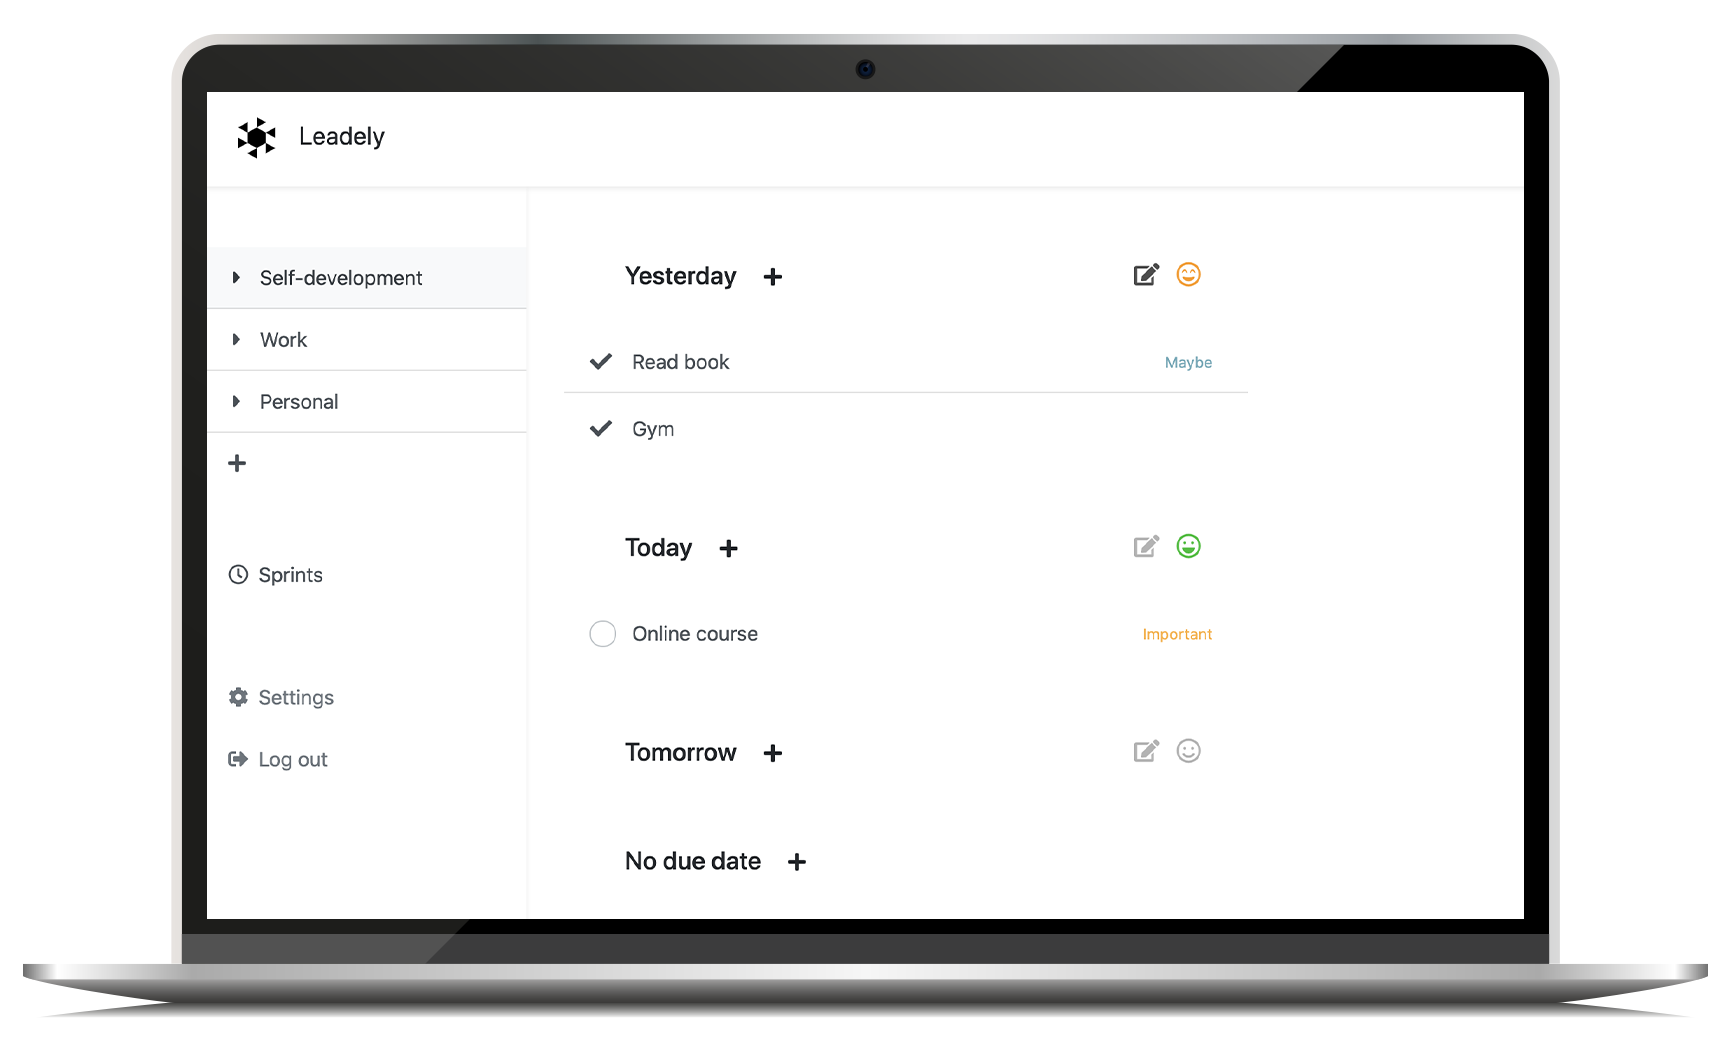 Leadely
Self-development
Work
Personal
Sprints
Settings
Log out
Yesterday
Read book
Maybe
Gym
Today
Online course
Important
Tomorrow
No due date